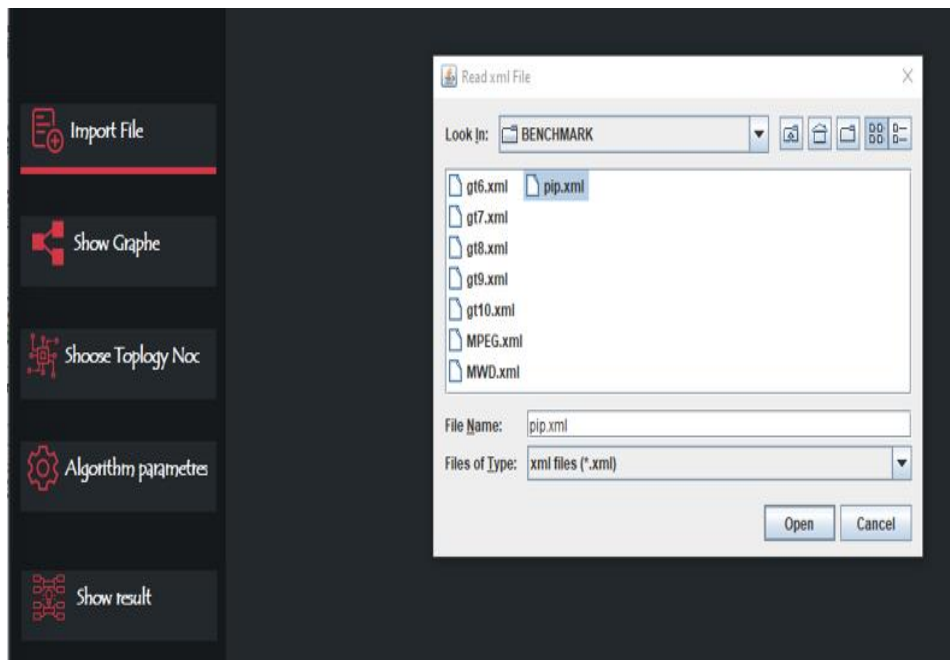 Import File
Show Graphe
Shoose Toplogy Noc
Algorithm parametres
Show result
Read xml File
Look In: BENCHMARK
gt6.xml pip.xml
gt7.xml
gt8.xml
gt9.xml
gt10.xml
MPEG.xml
MWD.xml
File Name: pip.xml
Files of Type: xml files (*.xml)
Open Cancel